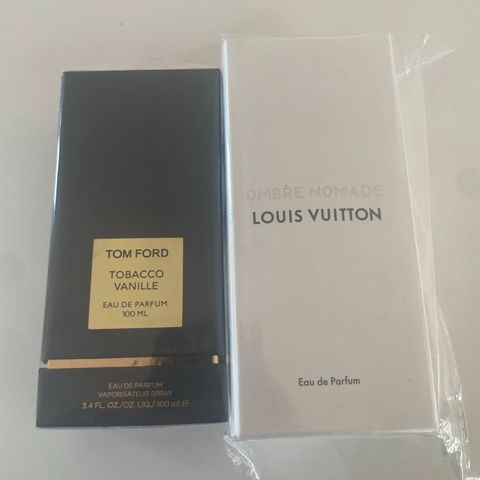 TOM FORD
TOBACCO
VANILLE
EAU DE PARFUM
100 ML
EAU DE PARFUM
VAPORISATEUR SPRAY
3.4 FL. OZ./OZ. LIQ./100 ml ℮
OMBRE NOMADE
LOUIS VUITTON
Eau de Parfum